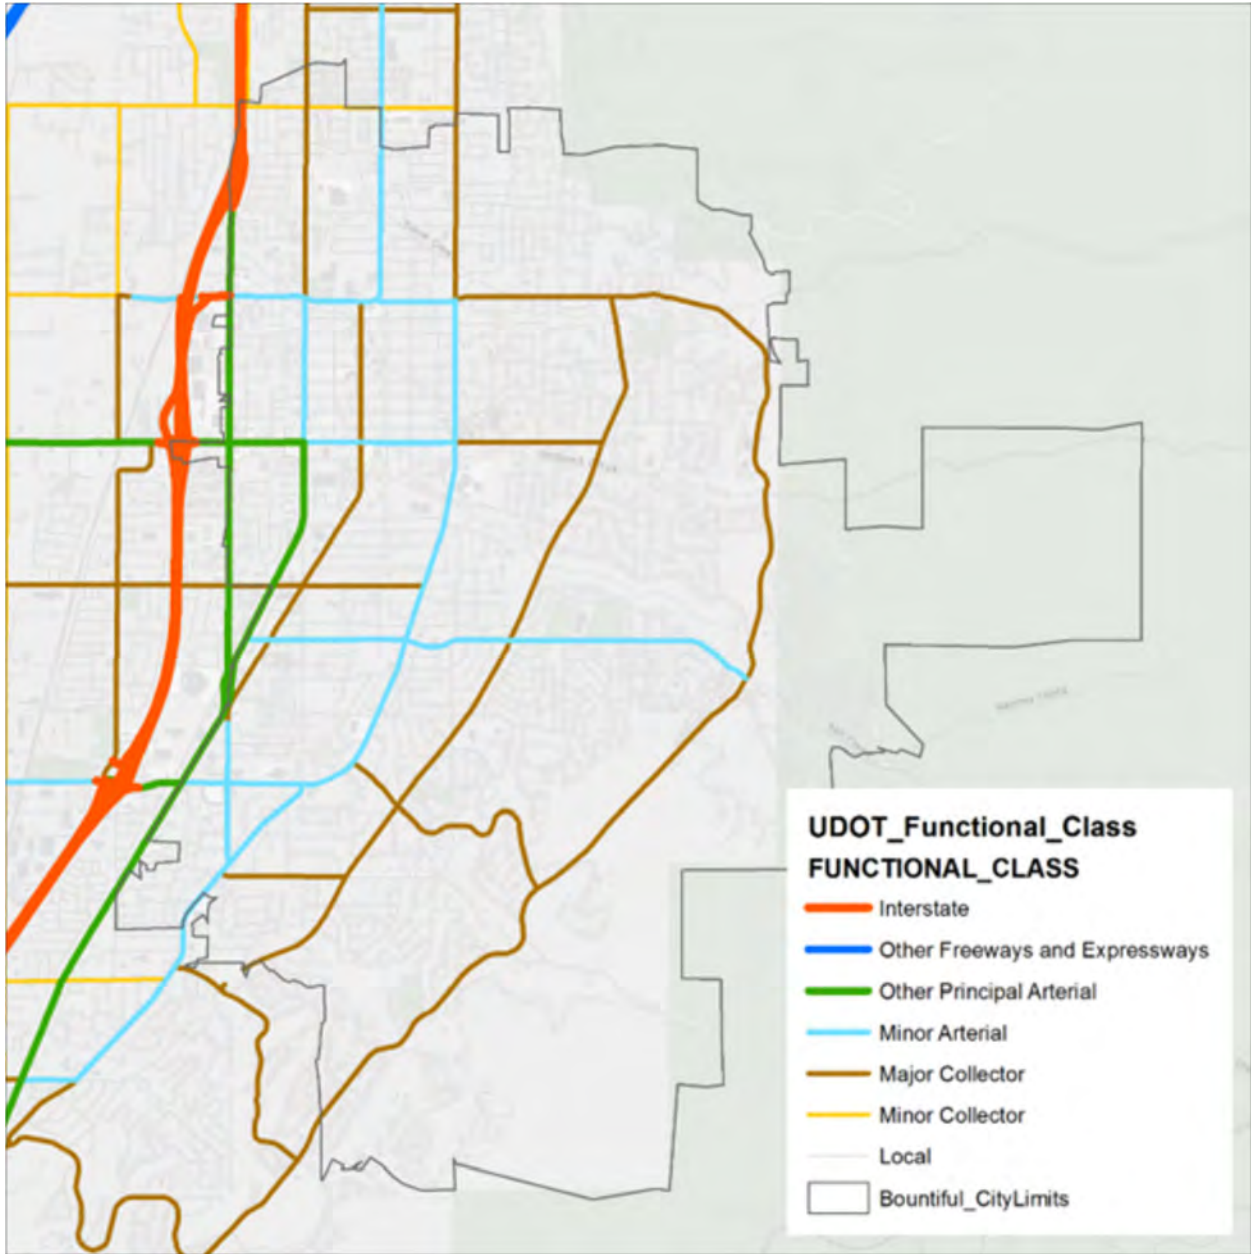 UDOT_Functional_Class
FUNCTIONAL_CLASS
Interstate
Other Freeways and Expressways
Other Principal Arterial
Minor Arterial
Major Collector
Minor Collector
Local
Bountiful_CityLimits